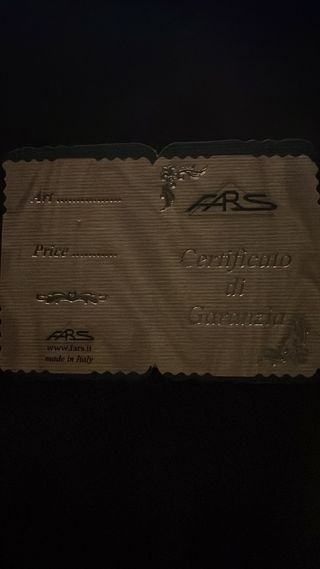 Art ...............
Price ...........
FARS
www.fars.it
made in Italy
FARS
Certificato
di
Garanzia